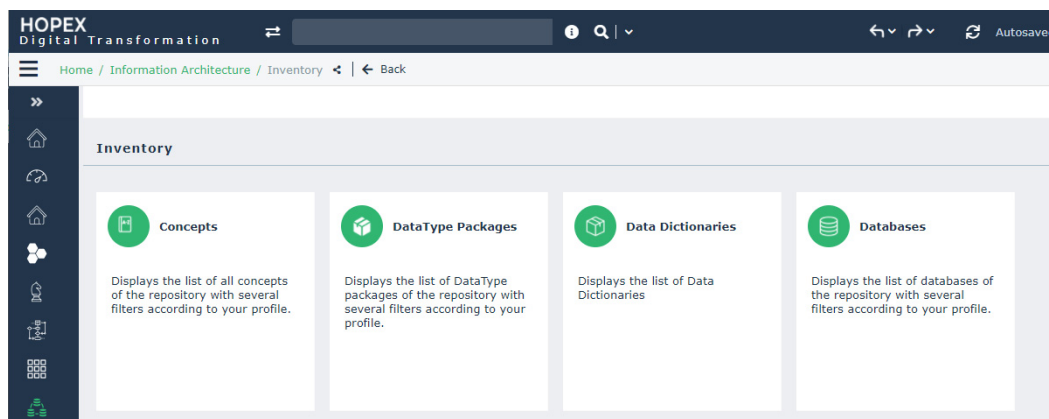 HOPEX
Digital Transformation
Autosave
Home / Information Architecture / Inventory
Back
Inventory
Concepts
Displays the list of all concepts
of the repository with several
filters according to your profile.
DataType Packages
Displays the list of DataType
packages of the repository with
several filters according to your
profile.
Data Dictionaries
Displays the list of Data
Dictionaries
Databases
Displays the list of databases of
the repository with several
filters according to your profile.